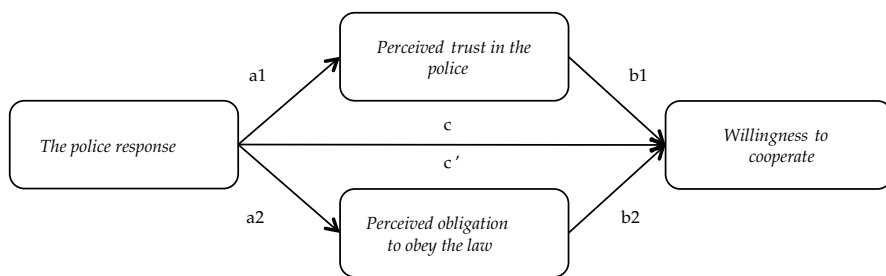 Perceived trust in the
police
a1
b1
The police response
c
c ′
Willingness to
cooperate
a2
b2
Perceived obligation
to obey the law